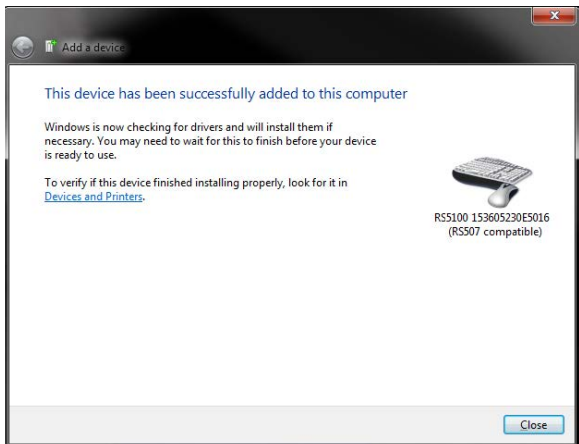 Add a device
This device has been successfully added to this computer
Windows is now checking for drivers and will install them if
necessary. You may need to wait for this to finish before your device
is ready to use.
To verify if this device finished installing properly, look for it in
Devices and Printers.
RS5100 153605230E5016
(RS507 compatible)
Close